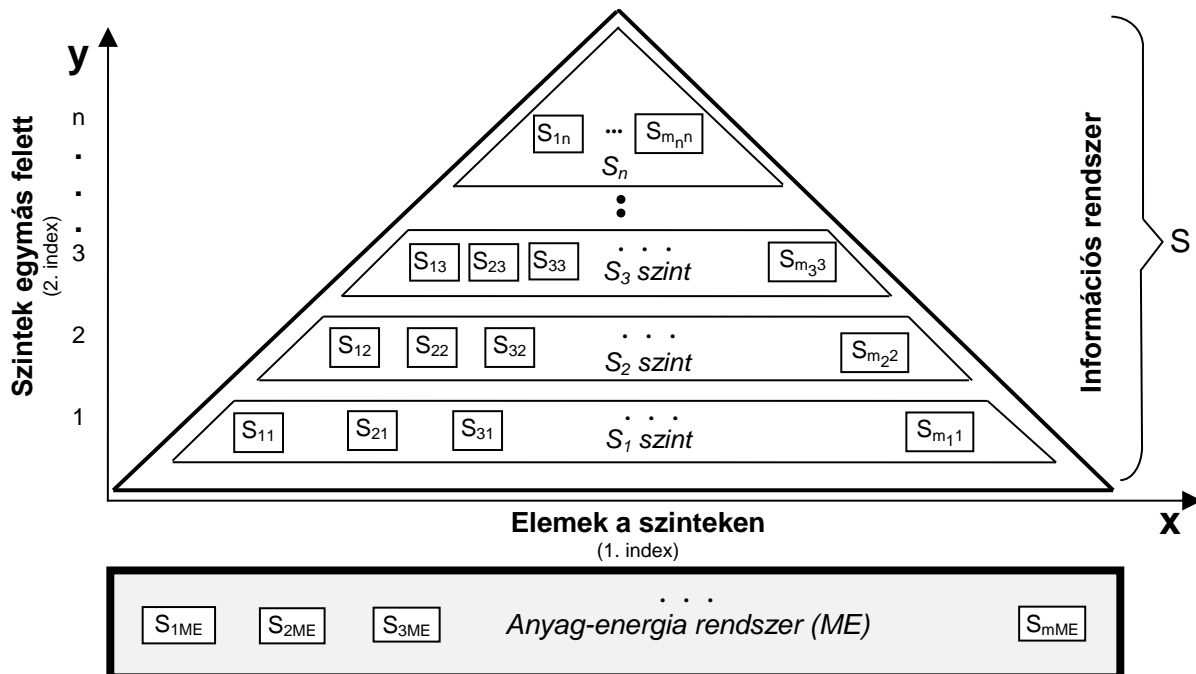 y
Szintek egymás felett
(2. index)
n
.
.
.
3
2
1
S1n ... Smnn
Sn
:
S13 S23 S33 . . . Sm33
S3 szint
S12 S22 S32 . . . Sm22
S2 szint
S11 S21 S31 . . . Sm11
S1 szint
Információs rendszer
S
Elemek a szinteken
x
(1. index)
. . .
S1ME S2ME S3ME Anyag-energia rendszer (ME) SmME